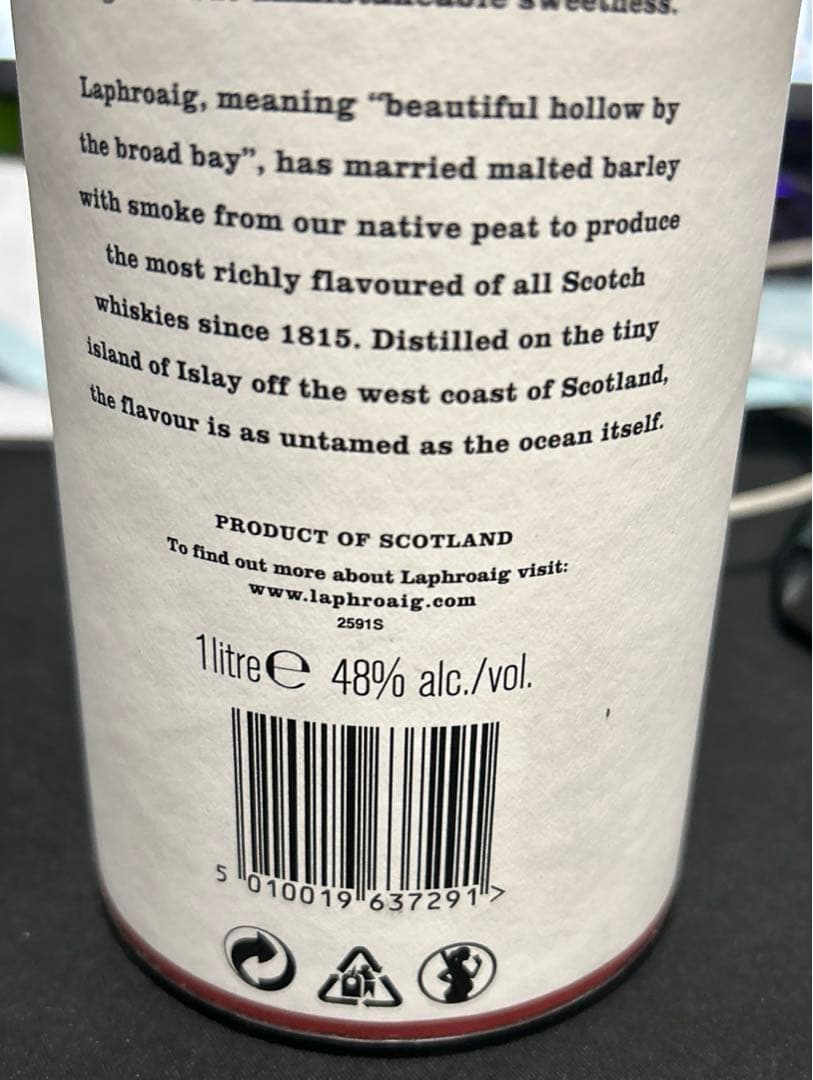 sweetness.
Laphroaig, meaning “beautiful hollow by
the broad bay”, has married malted barley
with smoke from our native peat to produce
the most richly flavoured of all Scotch
whiskies since 1815. Distilled on the tiny
island of Islay off the west coast of Scotland,
the flavour is as untamed as the ocean itself.
PRODUCT OF SCOTLAND
To find out more about Laphroaig visit:
www.laphroaig.com
2591S
1 litre℮ 48% alc./vol.
5 010019 637291 >